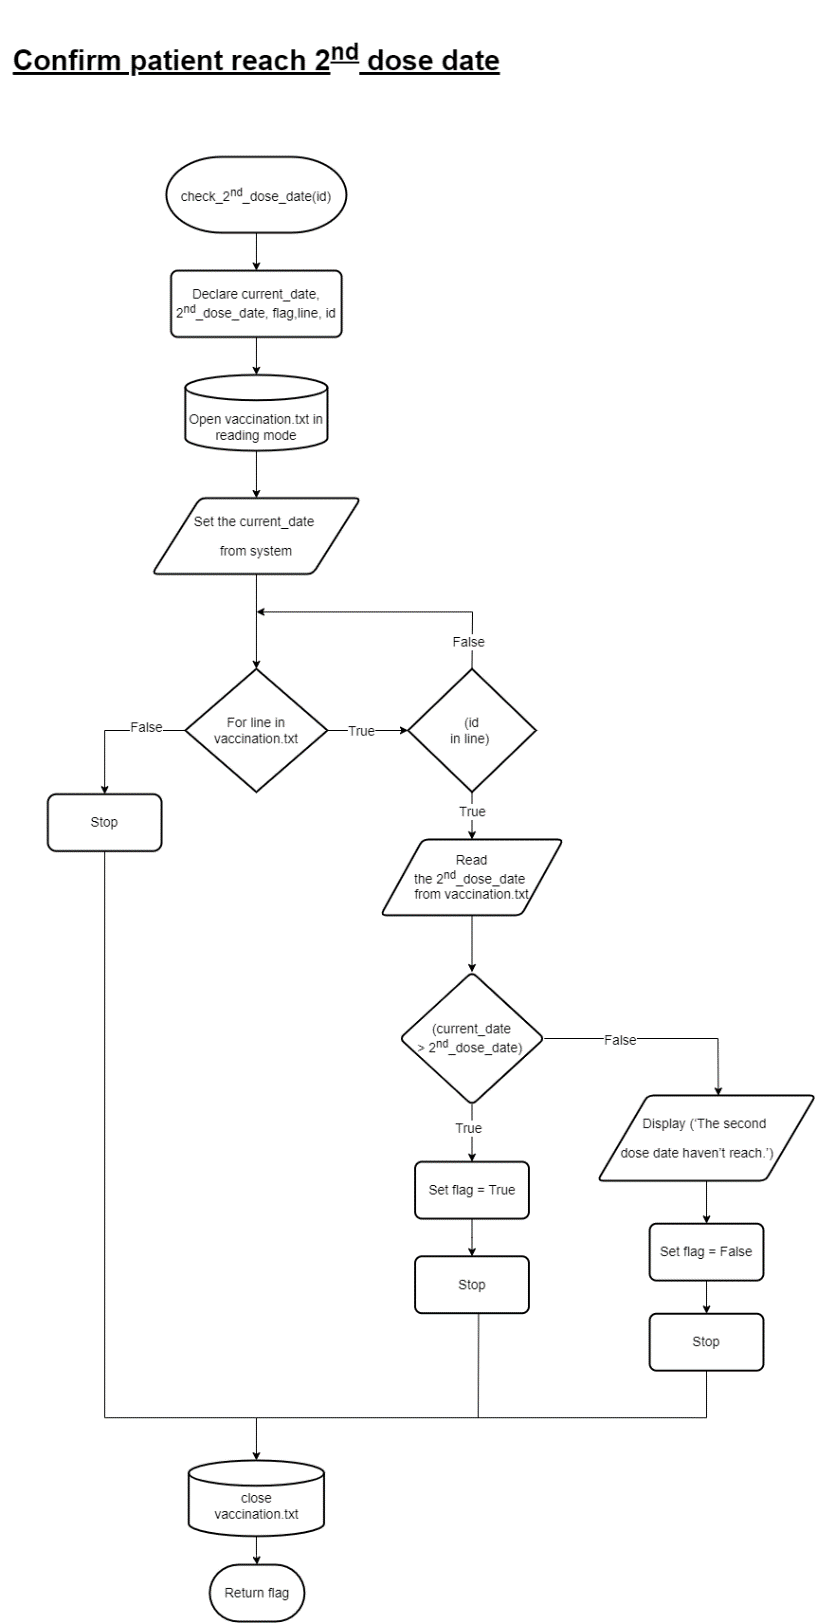 Confirm patient reach 2nd dose date
check_2nd_dose_date(id)
Declare current_date,
2nd_dose_date, flag,line, id
Open vaccination.txt in
reading mode
Set the current_date
from system
False
For line in
vaccination.txt
False
True
(id
in line)
Stop
True
Read
the 2nd_dose_date
from vaccination.txt
(current_date
> 2nd_dose_date)
False
True
Display ('The second
dose date haven't reach.')
Set flag = True
Set flag = False
Stop
Stop
close
vaccination.txt
Return flag